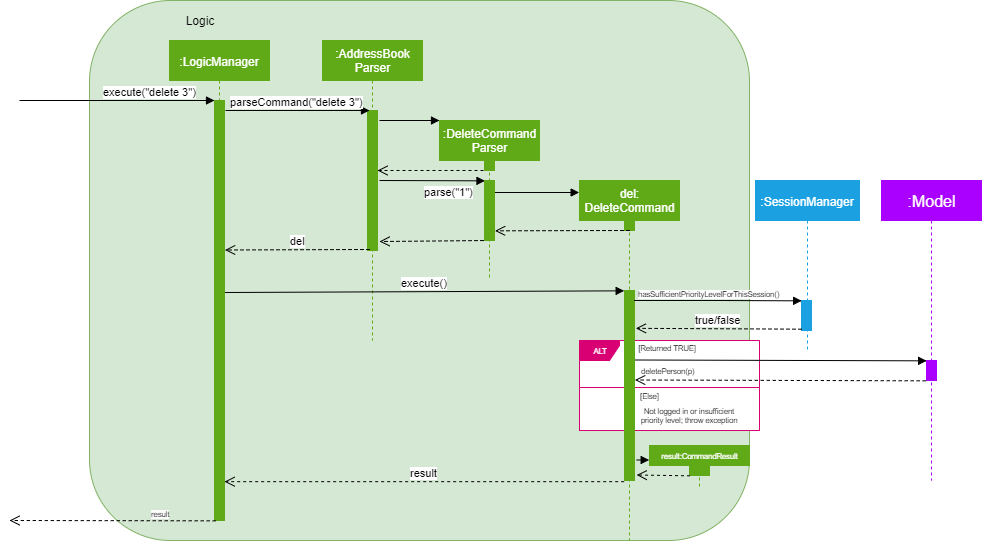 Logic
:LogicManager
:AddressBook
Parser
execute("delete 3")
parseCommand("delete 3")
:DeleteCommand
Parser
parse("1")
del:
DeleteCommand
:SessionManager
:Model
del
execute()
hasSufficientPriorityLevelForThisSession()
true/false
ALT
[Returned TRUE]
deletePerson(p)
[Else]
Not logged in or insufficient
priority level; throw exception
result:CommandResult
result
result